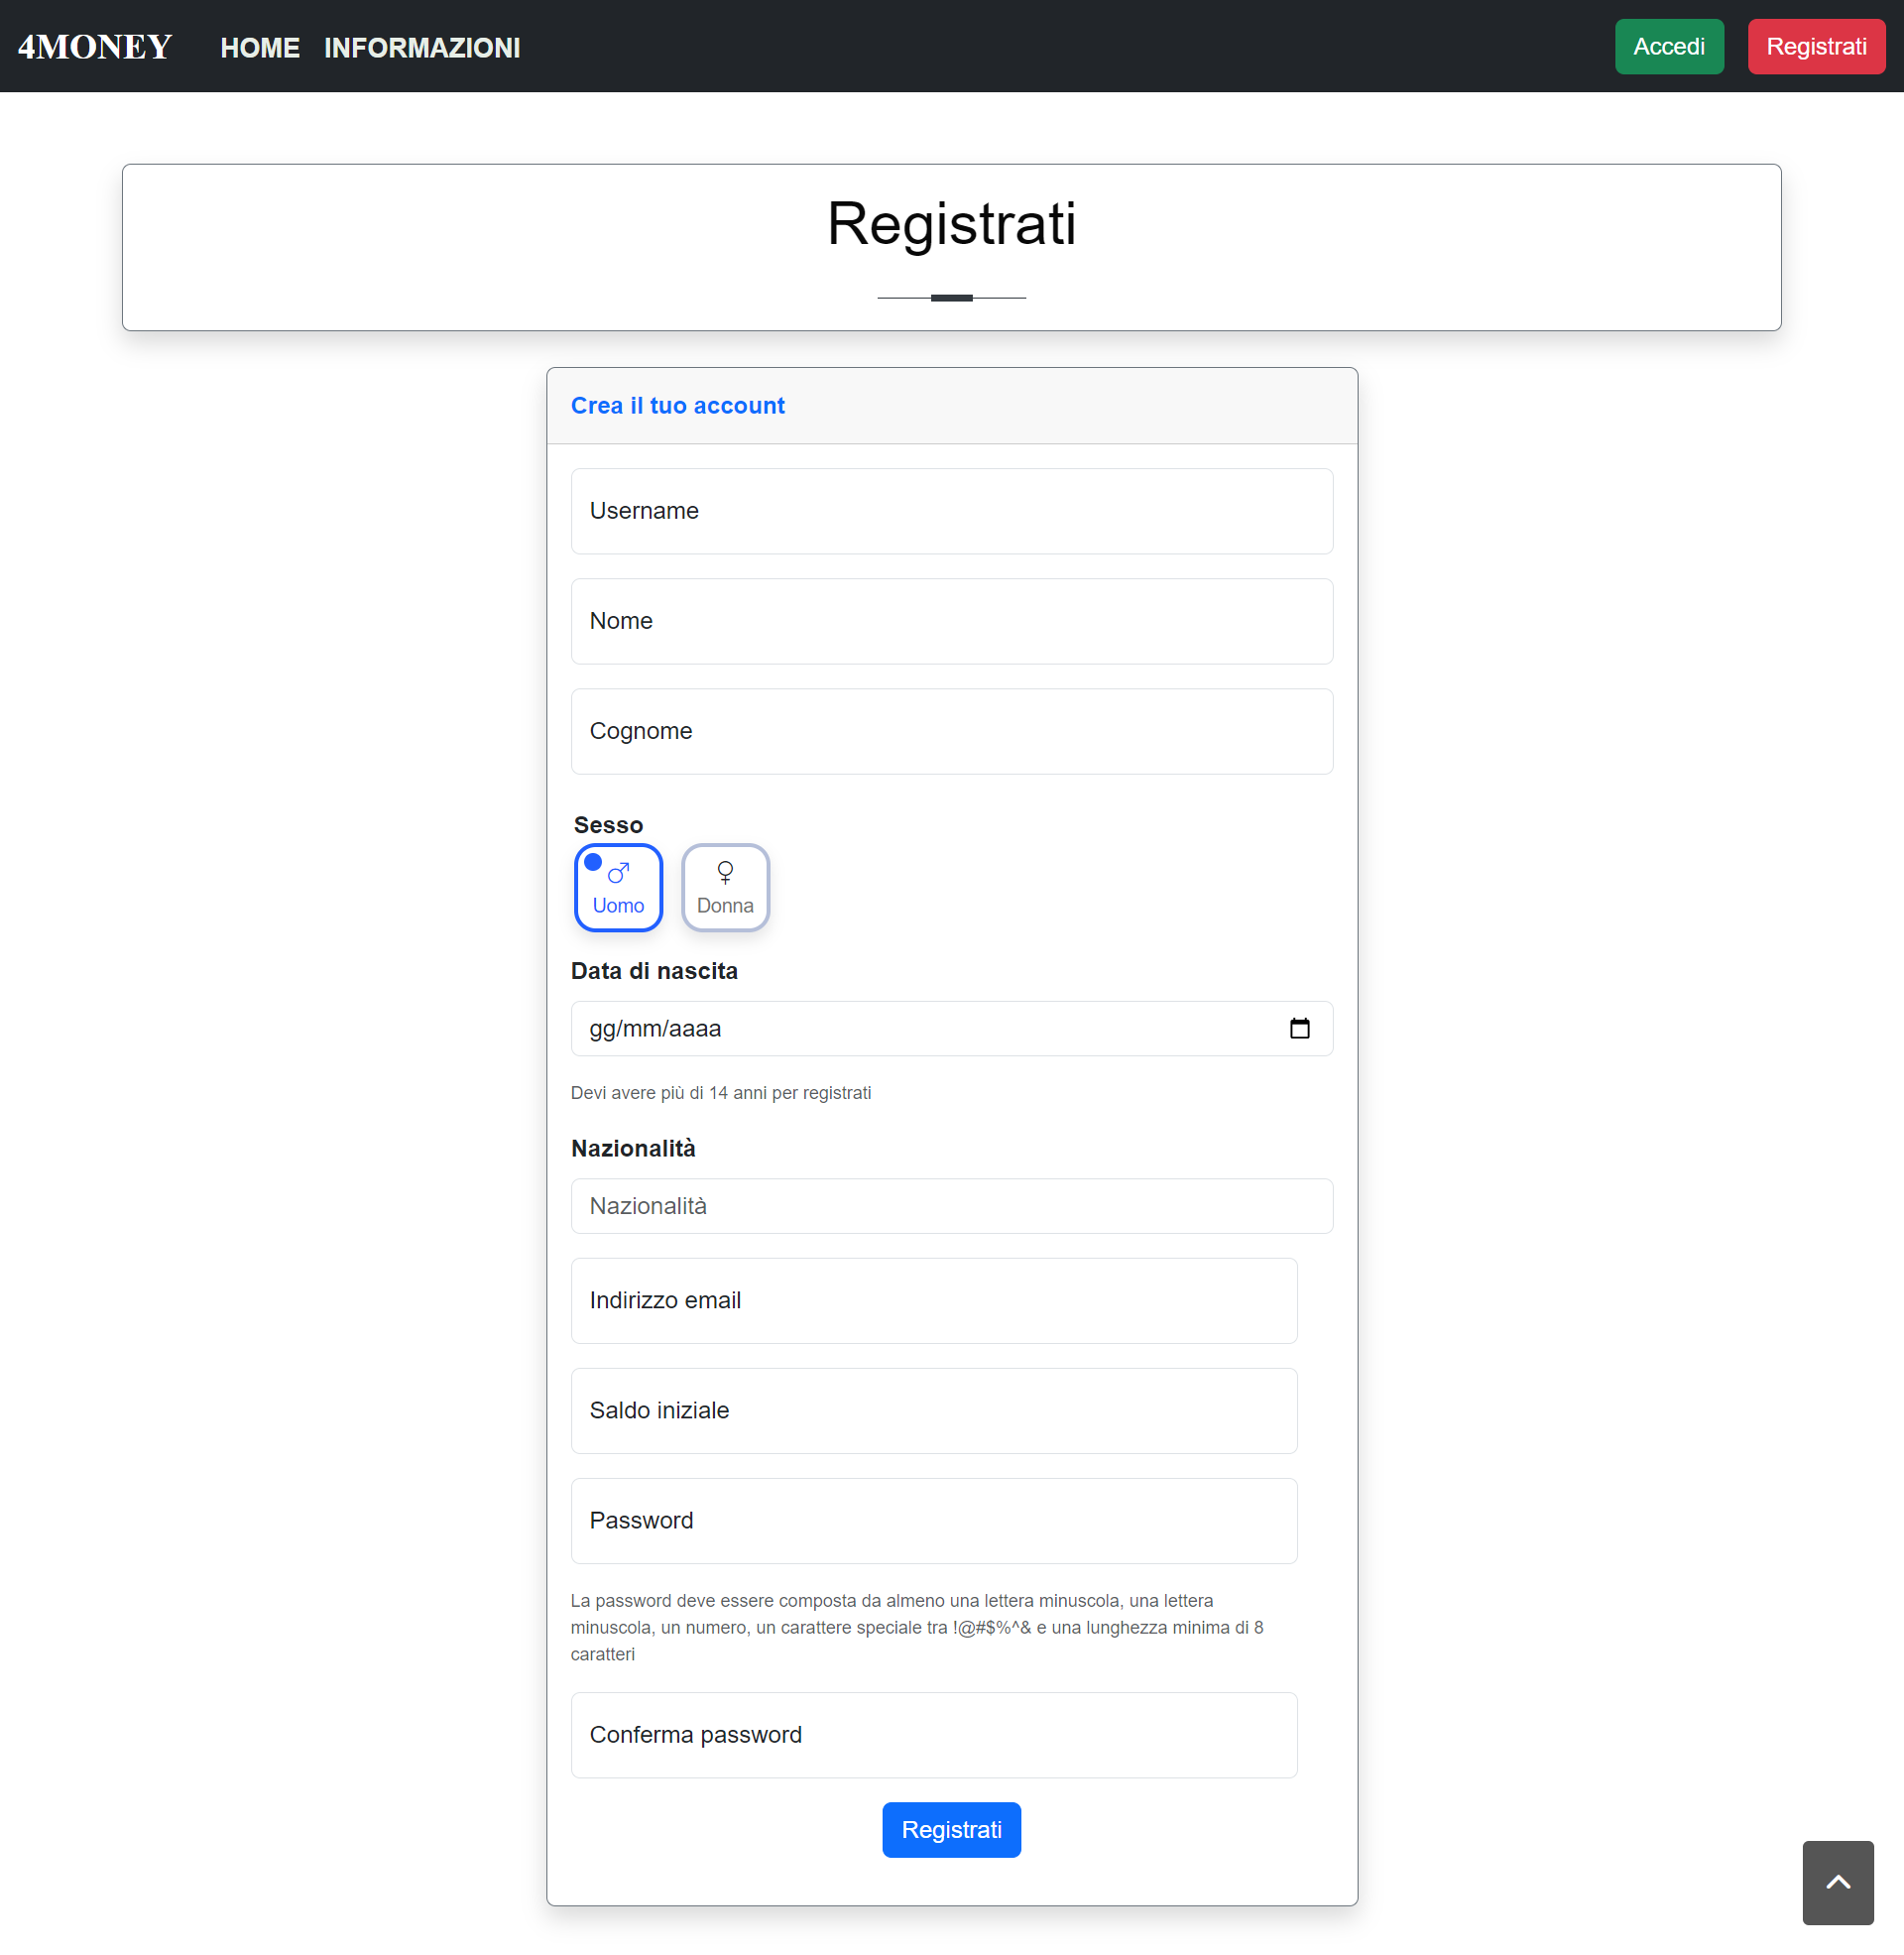 4MONEY HOME INFORMAZIONI Accedi Registrati
Registrati
Crea il tuo account
Username
Nome
Cognome
Sesso
Uomo Donna
Data di nascita
gg/mm/aaaa
Devi avere più di 14 anni per registrati
Nazionalità
Nazionalità
Indirizzo email
Saldo iniziale
Password
La password deve essere composta da almeno una lettera minuscola, una lettera
minuscola, un numero, un carattere speciale tra !@#$%^& e una lunghezza minima di 8
caratteri
Conferma password
Registrati